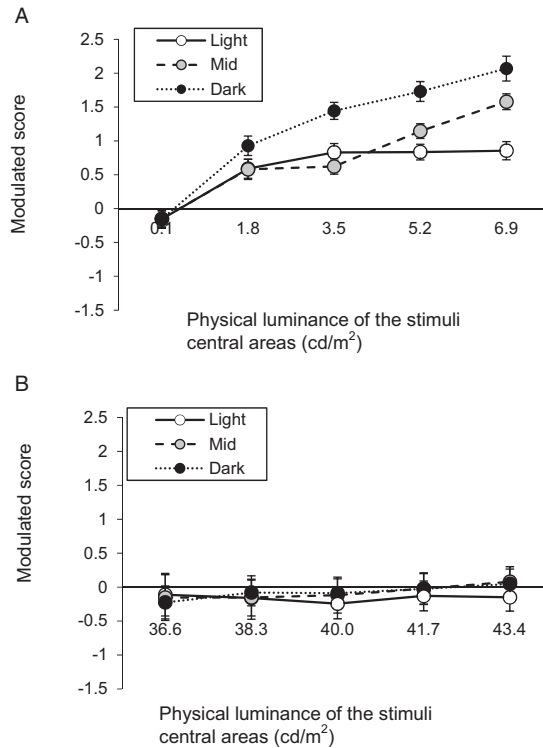 A
Modulated score
2.5
2
1.5
1
0.5
0
-0.5
-1
-1.5
Light
Mid
Dark
0.1 1.8 3.5 5.2 6.9
Physical luminance of the stimuli
central areas (cd/m²)
B
Modulated score
2.5
2
1.5
1
0.5
0
-0.5
-1
-1.5
Light
Mid
Dark
36.6 38.3 40.0 41.7 43.4
Physical luminance of the stimuli
central areas (cd/m²)